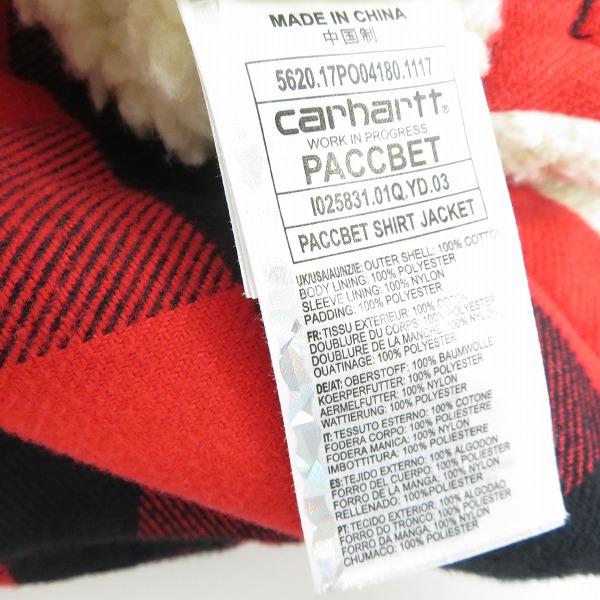 MADE IN CHINA
中国制
5620.17PO04180.1117
carhartt®
WORK IN PROGRESS
PACCBET
I025831.01Q.YD.03
PACCBET SHIRT JACKET
UK/USA/AU/NZ/IE: OUTER SHELL: 100% COTTON
BODY LINING: 100% POLYESTER
SLEEVE LINING: 100% NYLON
PADDING: 100% POLYESTER
FR: TISSU EXTERIEUR: 100% COTON
DOUBLURE DU CORPS: 100% POLYESTER
DOUBLURE DE LA MANCHE: 100% NYLON
OUATINAGE: 100% POLYESTER
DE/AT: OBERSTOFF: 100% BAUMWOLLE
KOERPERFUTTER: 100% POLYESTER
AERMELFUTTER: 100% NYLON
WATTIERUNG: 100% POLYESTER
IT: TESSUTO ESTERNO: 100% COTONE
FODERA CORPO: 100% POLIESTERE
FODERA MANICA: 100% NYLON
IMBOTTITURA: 100% POLIESTERE
ES: TEJIDO EXTERNO: 100% ALGODON
FORRO DEL CUERPO: 100% POLYESTER
FORRO DE LA MANGA: 100% NYLON
RELLENADO: 100%POLYESTER
PT: TECIDO EXTERIOR: 100% ALGODAO
FORRO DO TRONCO: 100% POLYESTER
FORRO DA MANGA: 100% NYLON
CHUMACO: 100% POLYESTER